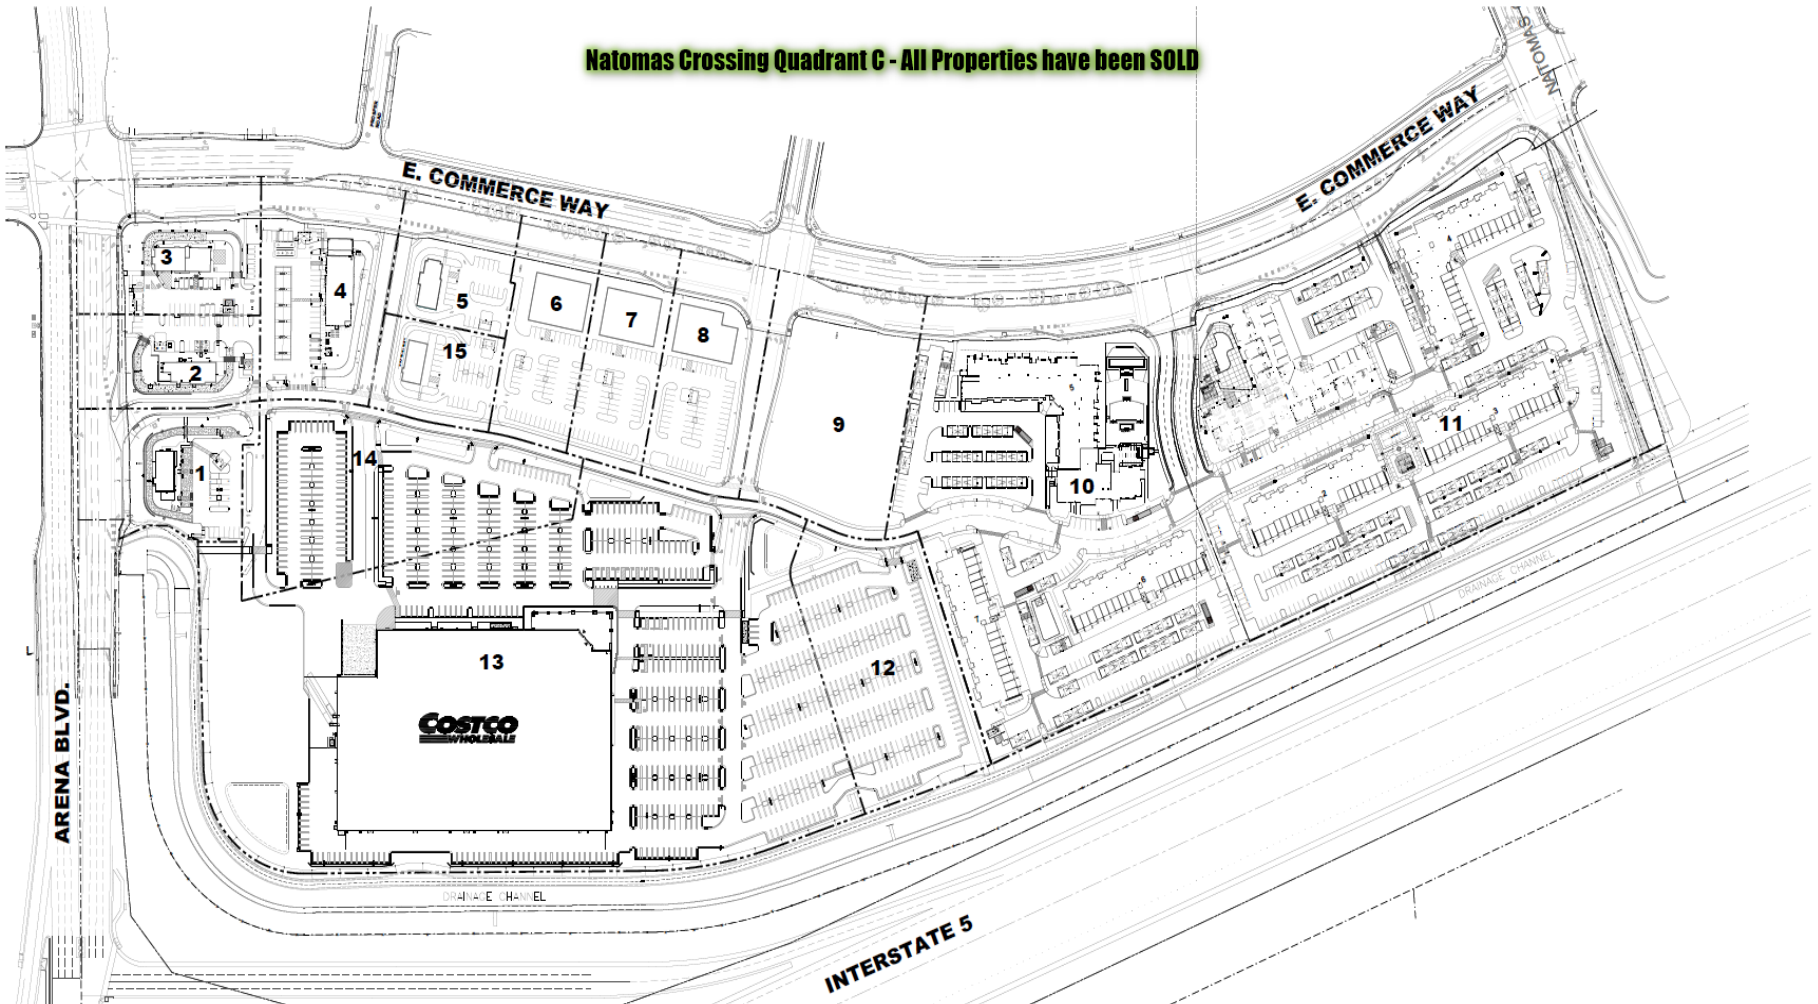 Natomas Crossing Quadrant C - All Properties have been SOLD
NATOMAS
E. COMMERCE WAY
E. COMMERCE WAY
3
4
5
6
7
8
15
2
9
10
11
1
14
13
12
COSTCO
WHOLESALE
ARENA BLVD.
DRAINAGE CHANNEL
DRAINAGE CHANNEL
INTERSTATE 5